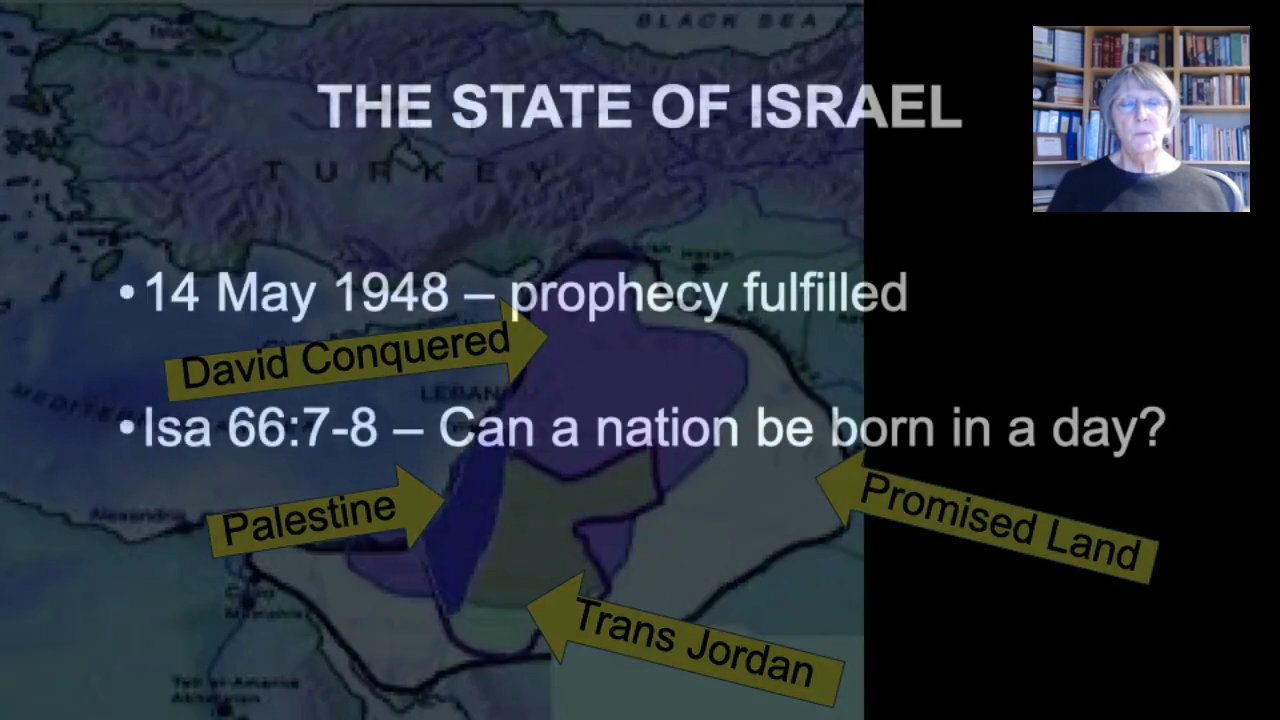 BLACK SEA
THE STATE OF ISRAEL
TURKEY
•14 May 1948 – prophecy fulfilled
David Conquered
•Isa 66:7-8 – Can a nation be born in a day?
Palestine
Promised Land
Alexandria
Trans Jordan